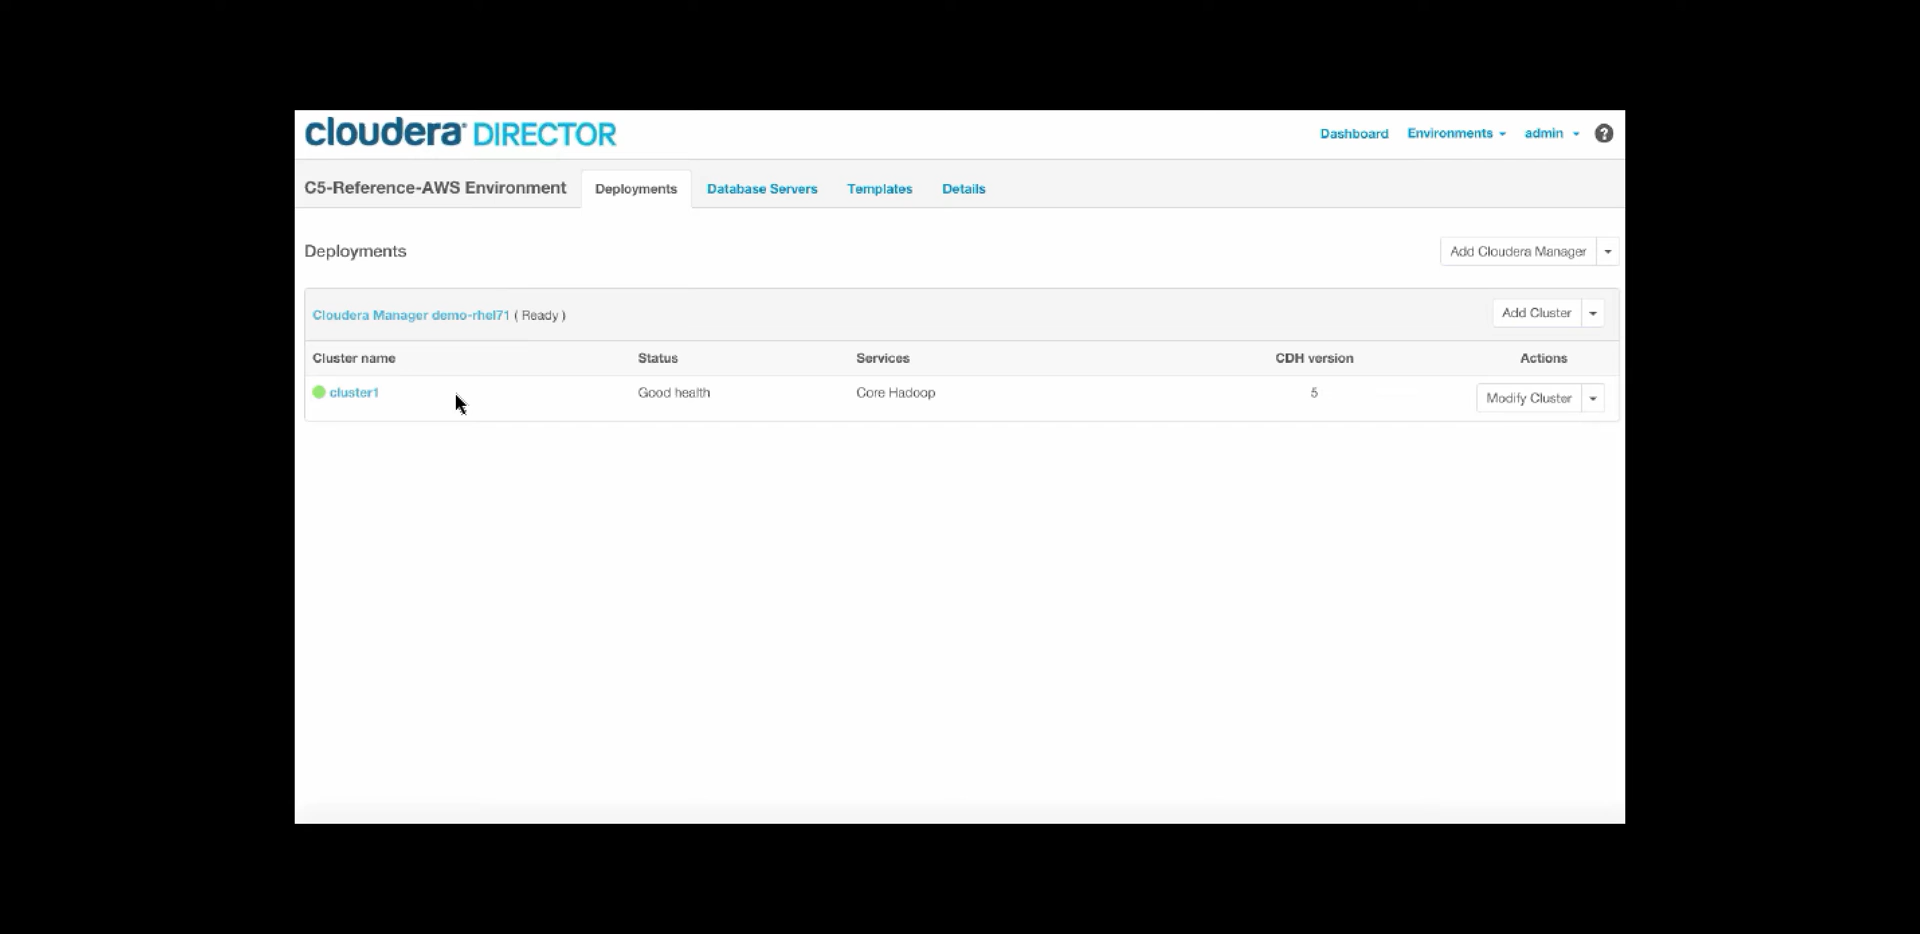 cloudera DIRECTOR
Dashboard Environments admin ?
C5-Reference-AWS Environment Deployments Database Servers Templates Details
Deployments Add Cloudera Manager
Cloudera Manager demo-rhel71 ( Ready ) Add Cluster
Cluster name Status Services CDH version Actions
cluster1 Good health Core Hadoop 5 Modify Cluster